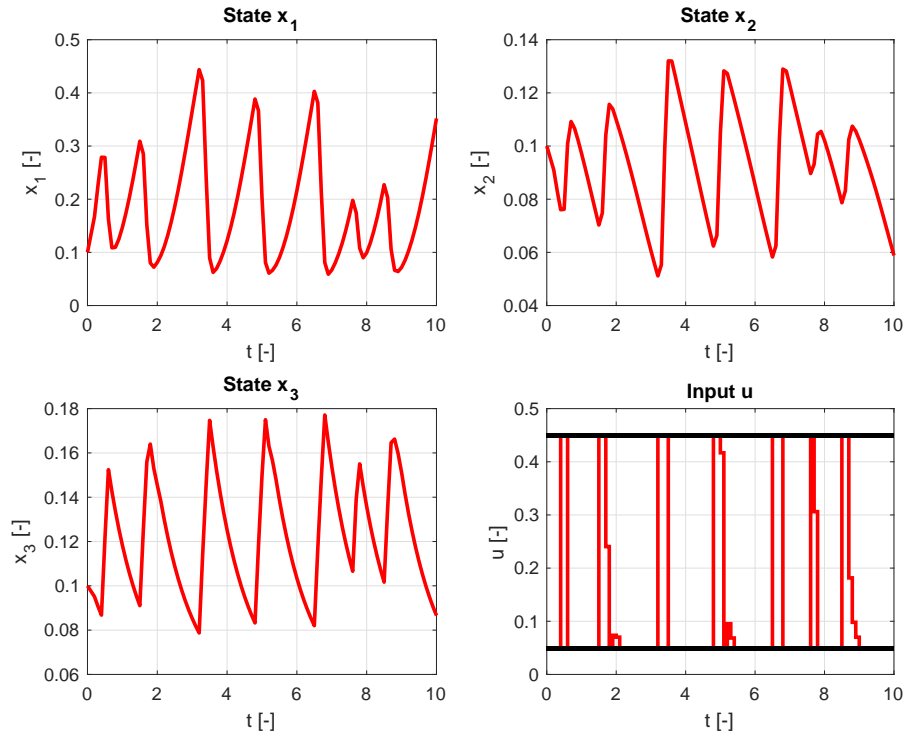 State x1
x1 [-]
0.5
0.4
0.3
0.2
0.1
0
0 2 4 6 8 10
t [-]
State x2
x2 [-]
0.14
0.12
0.1
0.08
0.06
0.04
0 2 4 6 8 10
t [-]
State x3
x3 [-]
0.18
0.16
0.14
0.12
0.1
0.08
0.06
0 2 4 6 8 10
t [-]
Input u
u [-]
0.5
0.4
0.3
0.2
0.1
0
0 2 4 6 8 10
t [-]